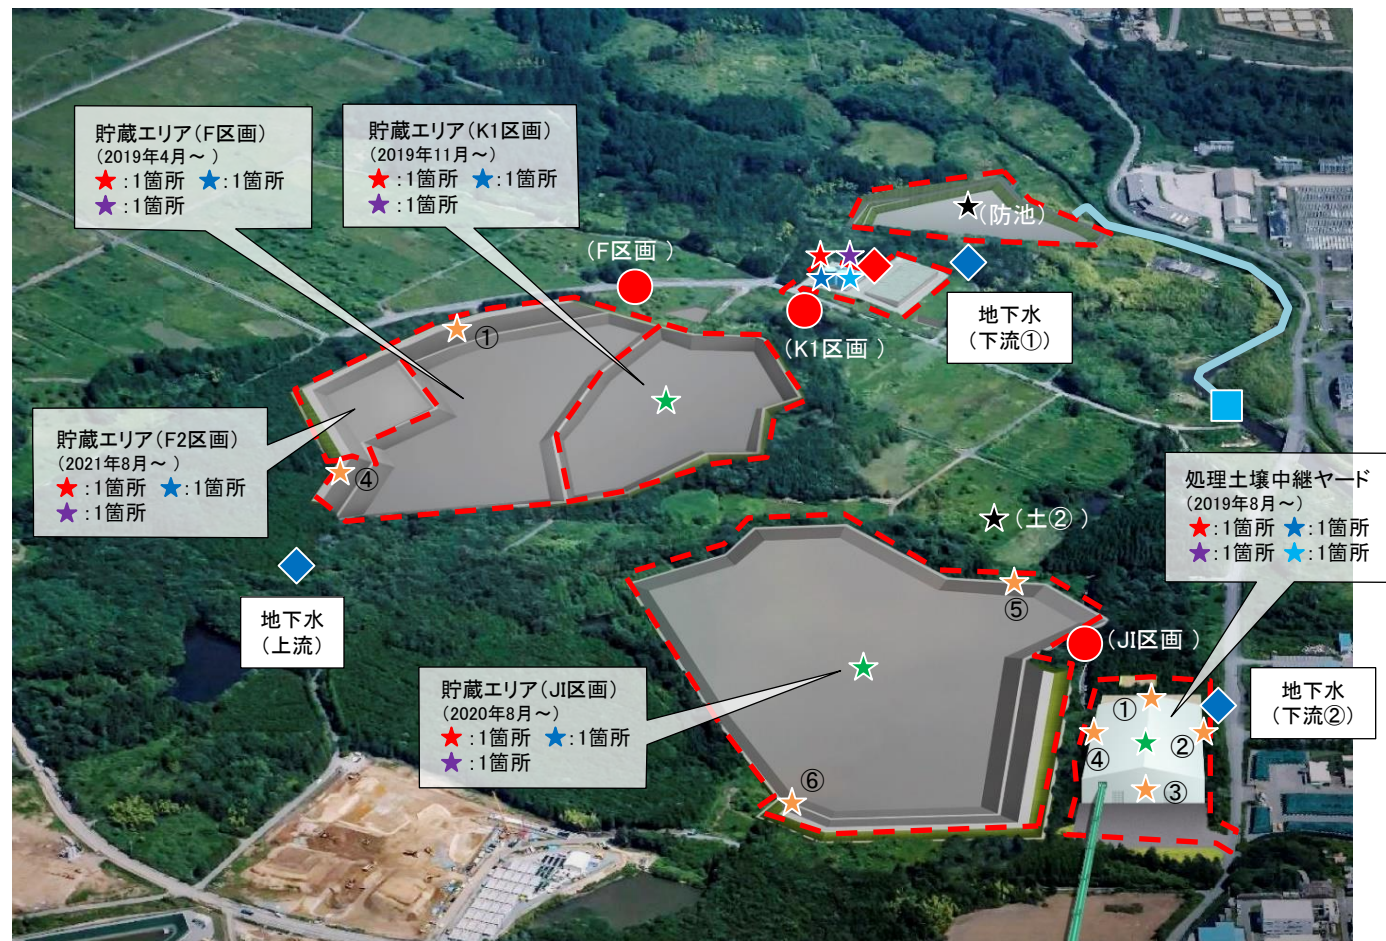 貯蔵エリア(F区画)
(2019年4月～ )
★:1箇所 ★:1箇所
★:1箇所
貯蔵エリア(K1区画)
(2019年11月～)
★:1箇所 ★:1箇所
★:1箇所
(防池)
(F区画 )
(K1区画 )
地下水
(下流①)
①
貯蔵エリア(F2区画)
(2021年8月～ )
★:1箇所 ★:1箇所
★:1箇所
④
処理土壌中継ヤード
(2019年8月～)
★:1箇所 ★:1箇所
★:1箇所 ★:1箇所
(土② )
地下水
(上流)
⑤
(JI区画 )
貯蔵エリア(JI区画)
(2020年8月～)
★:1箇所 ★:1箇所
★:1箇所
地下水
(下流②)
①
②
④
③
⑥